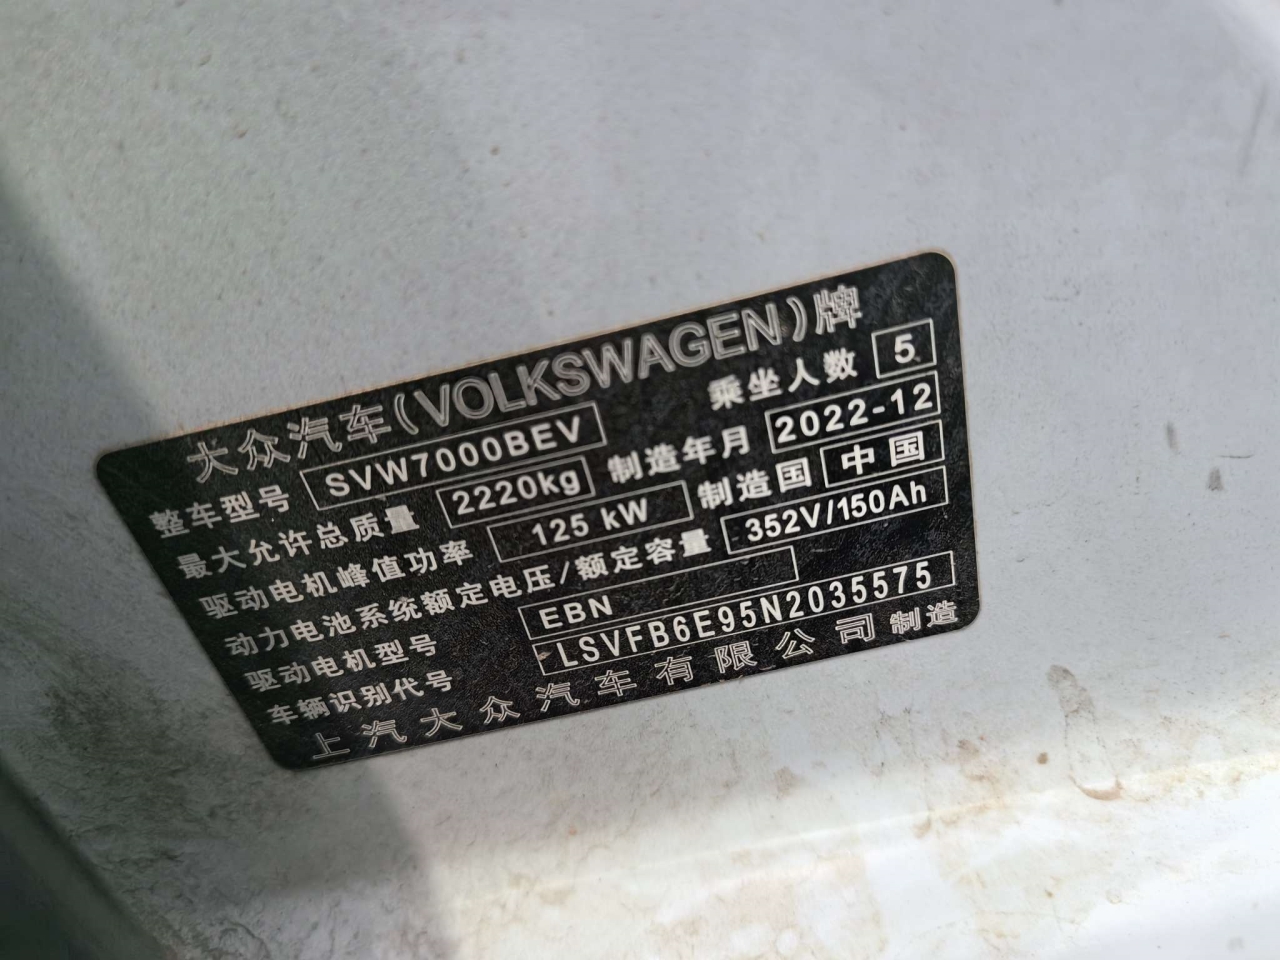 大众汽车(VOLKSWAGEN)牌
整车型号 SVW7000BEV 乘坐人数 5
最大允许总质量 2220kg 制造年月 2022-12
驱动电机峰值功率 125 kW 制造国 中国
动力电池系统额定电压/额定容量 352V/150Ah
驱动电机型号 EBN
车辆识别代号 LSVFB6E95N2035575
上汽大众汽车有限公司制造